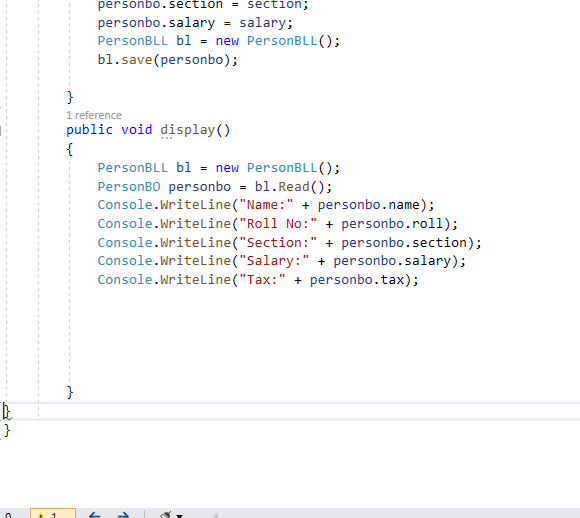 personbo.section = section;
personbo.salary = salary;
PersonBLL bl = new PersonBLL();
bl.save(personbo);
}
1 reference
public void display()
{
PersonBLL bl = new PersonBLL();
PersonBO personbo = bl.Read();
Console.WriteLine("Name:" + personbo.name);
Console.WriteLine("Roll No:" + personbo.roll);
Console.WriteLine("Section:" + personbo.section);
Console.WriteLine("Salary:" + personbo.salary);
Console.WriteLine("Tax:" + personbo.tax);
}
}
}
0 1